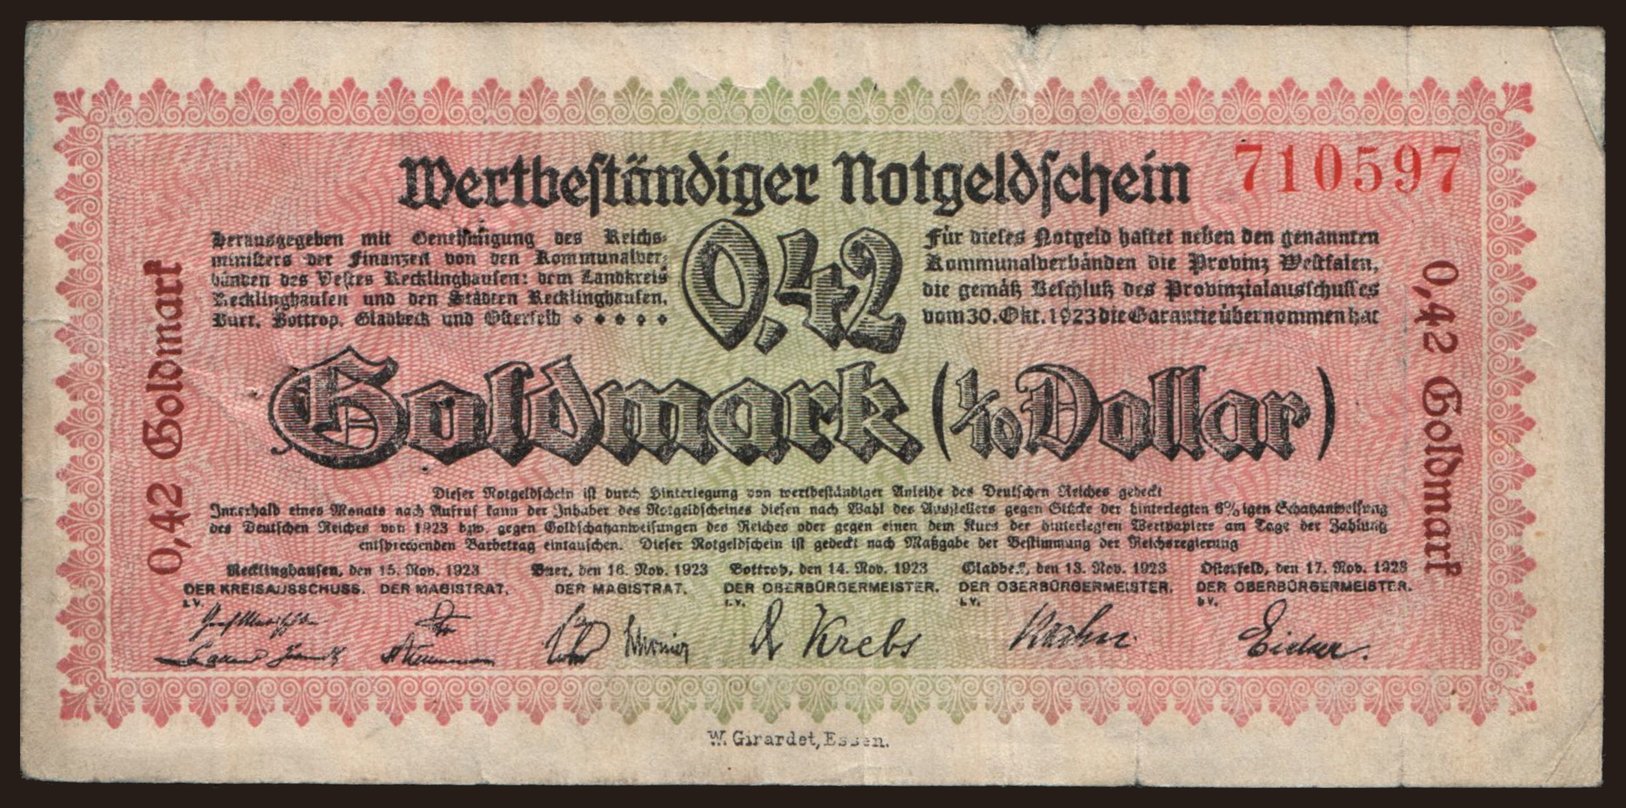 Wertbeständiger Notgeldschein
710597
Herausgegeben mit Genehmigung des Reichs-
ministers der Finanzen von den Kommunalver-
bänden des Vestes Recklinghausen: dem Landkreis
Recklinghausen und den Städten Recklinghausen,
Buer, Bottrop, Gladbeck und Osterfeld
0,42
Für dieses Notgeld haftet neben den genannten
Kommunalverbänden die Provinz Westfalen,
die gemäß Beschluß des Provinzialausschusses
vom 30. Okt. 1923 die Garantie übernommen hat
Goldmark (1/10 Dollar)
0,42 Goldmark
0,42 Goldmark
Dieser Notgeldschein ist durch Hinterlegung von wertbeständiger Anleihe des Deutschen Reiches gedeckt
Innerhalb eines Monats nach Aufruf kann der Inhaber des Notgeldscheines diesen nach Wahl des Ausstellers gegen Stücke der hinterlegten 6%igen Schatzanweisung
des Deutschen Reiches von 1923 bzw. gegen Goldschatzanweisungen des Reiches oder gegen einen dem Kurs der hinterlegten Wertpapiere am Tage der Zahlung
entsprechenden Barbetrag eintauschen. Dieser Notgeldschein ist gedeckt nach Maßgabe der Bestimmung der Reichsregierung
Recklinghausen, den 15. Nov. 1923 Buer, den 16. Nov. 1923 Bottrop, den 14. Nov. 1923 Gladbeck, den 13. Nov. 1923 Osterfeld, den 17. Nov. 1923
DER KREISAUSSCHUSS. DER MAGISTRAT. DER MAGISTRAT. DER OBERBÜRGERMEISTER. DER OBERBÜRGERMEISTER. DER OBERBÜRGERMEISTER.
I.V. I.V. I.V.
Krebs
W. Girardet, Essen.